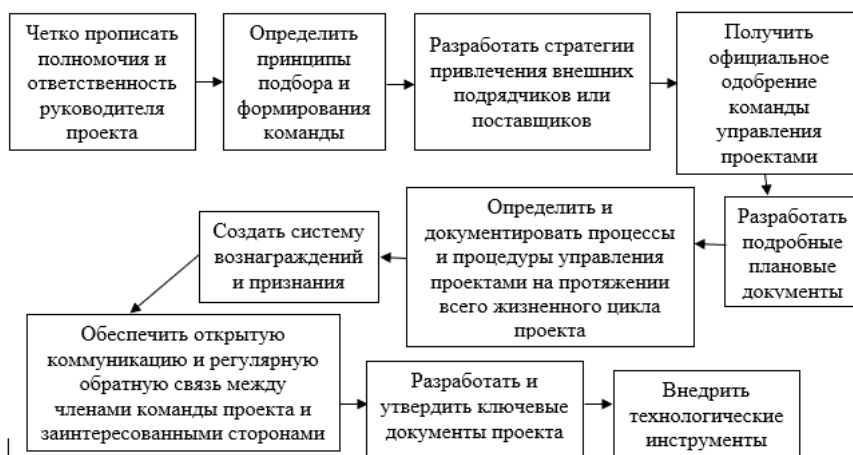 Четко прописать
полномочия и
ответственность
руководителя
проекта
Определить
принципы
подбора и
формирования
команды
Разработать стратегии
привлечения внешних
подрядчиков или
поставщиков
Получить
официальное
одобрение
команды
управления
проектами
Разработать
подробные
плановые
документы
Определить и
документировать процессы
и процедуры управления
проектами на протяжении
всего жизненного цикла
проекта
Создать систему
вознаграждений
и признания
Обеспечить открытую
коммуникацию и регулярную
обратную связь между
членами команды проекта и
заинтересованными сторонами
Разработать и
утвердить ключевые
документы проекта
Внедрить
технологические
инструменты